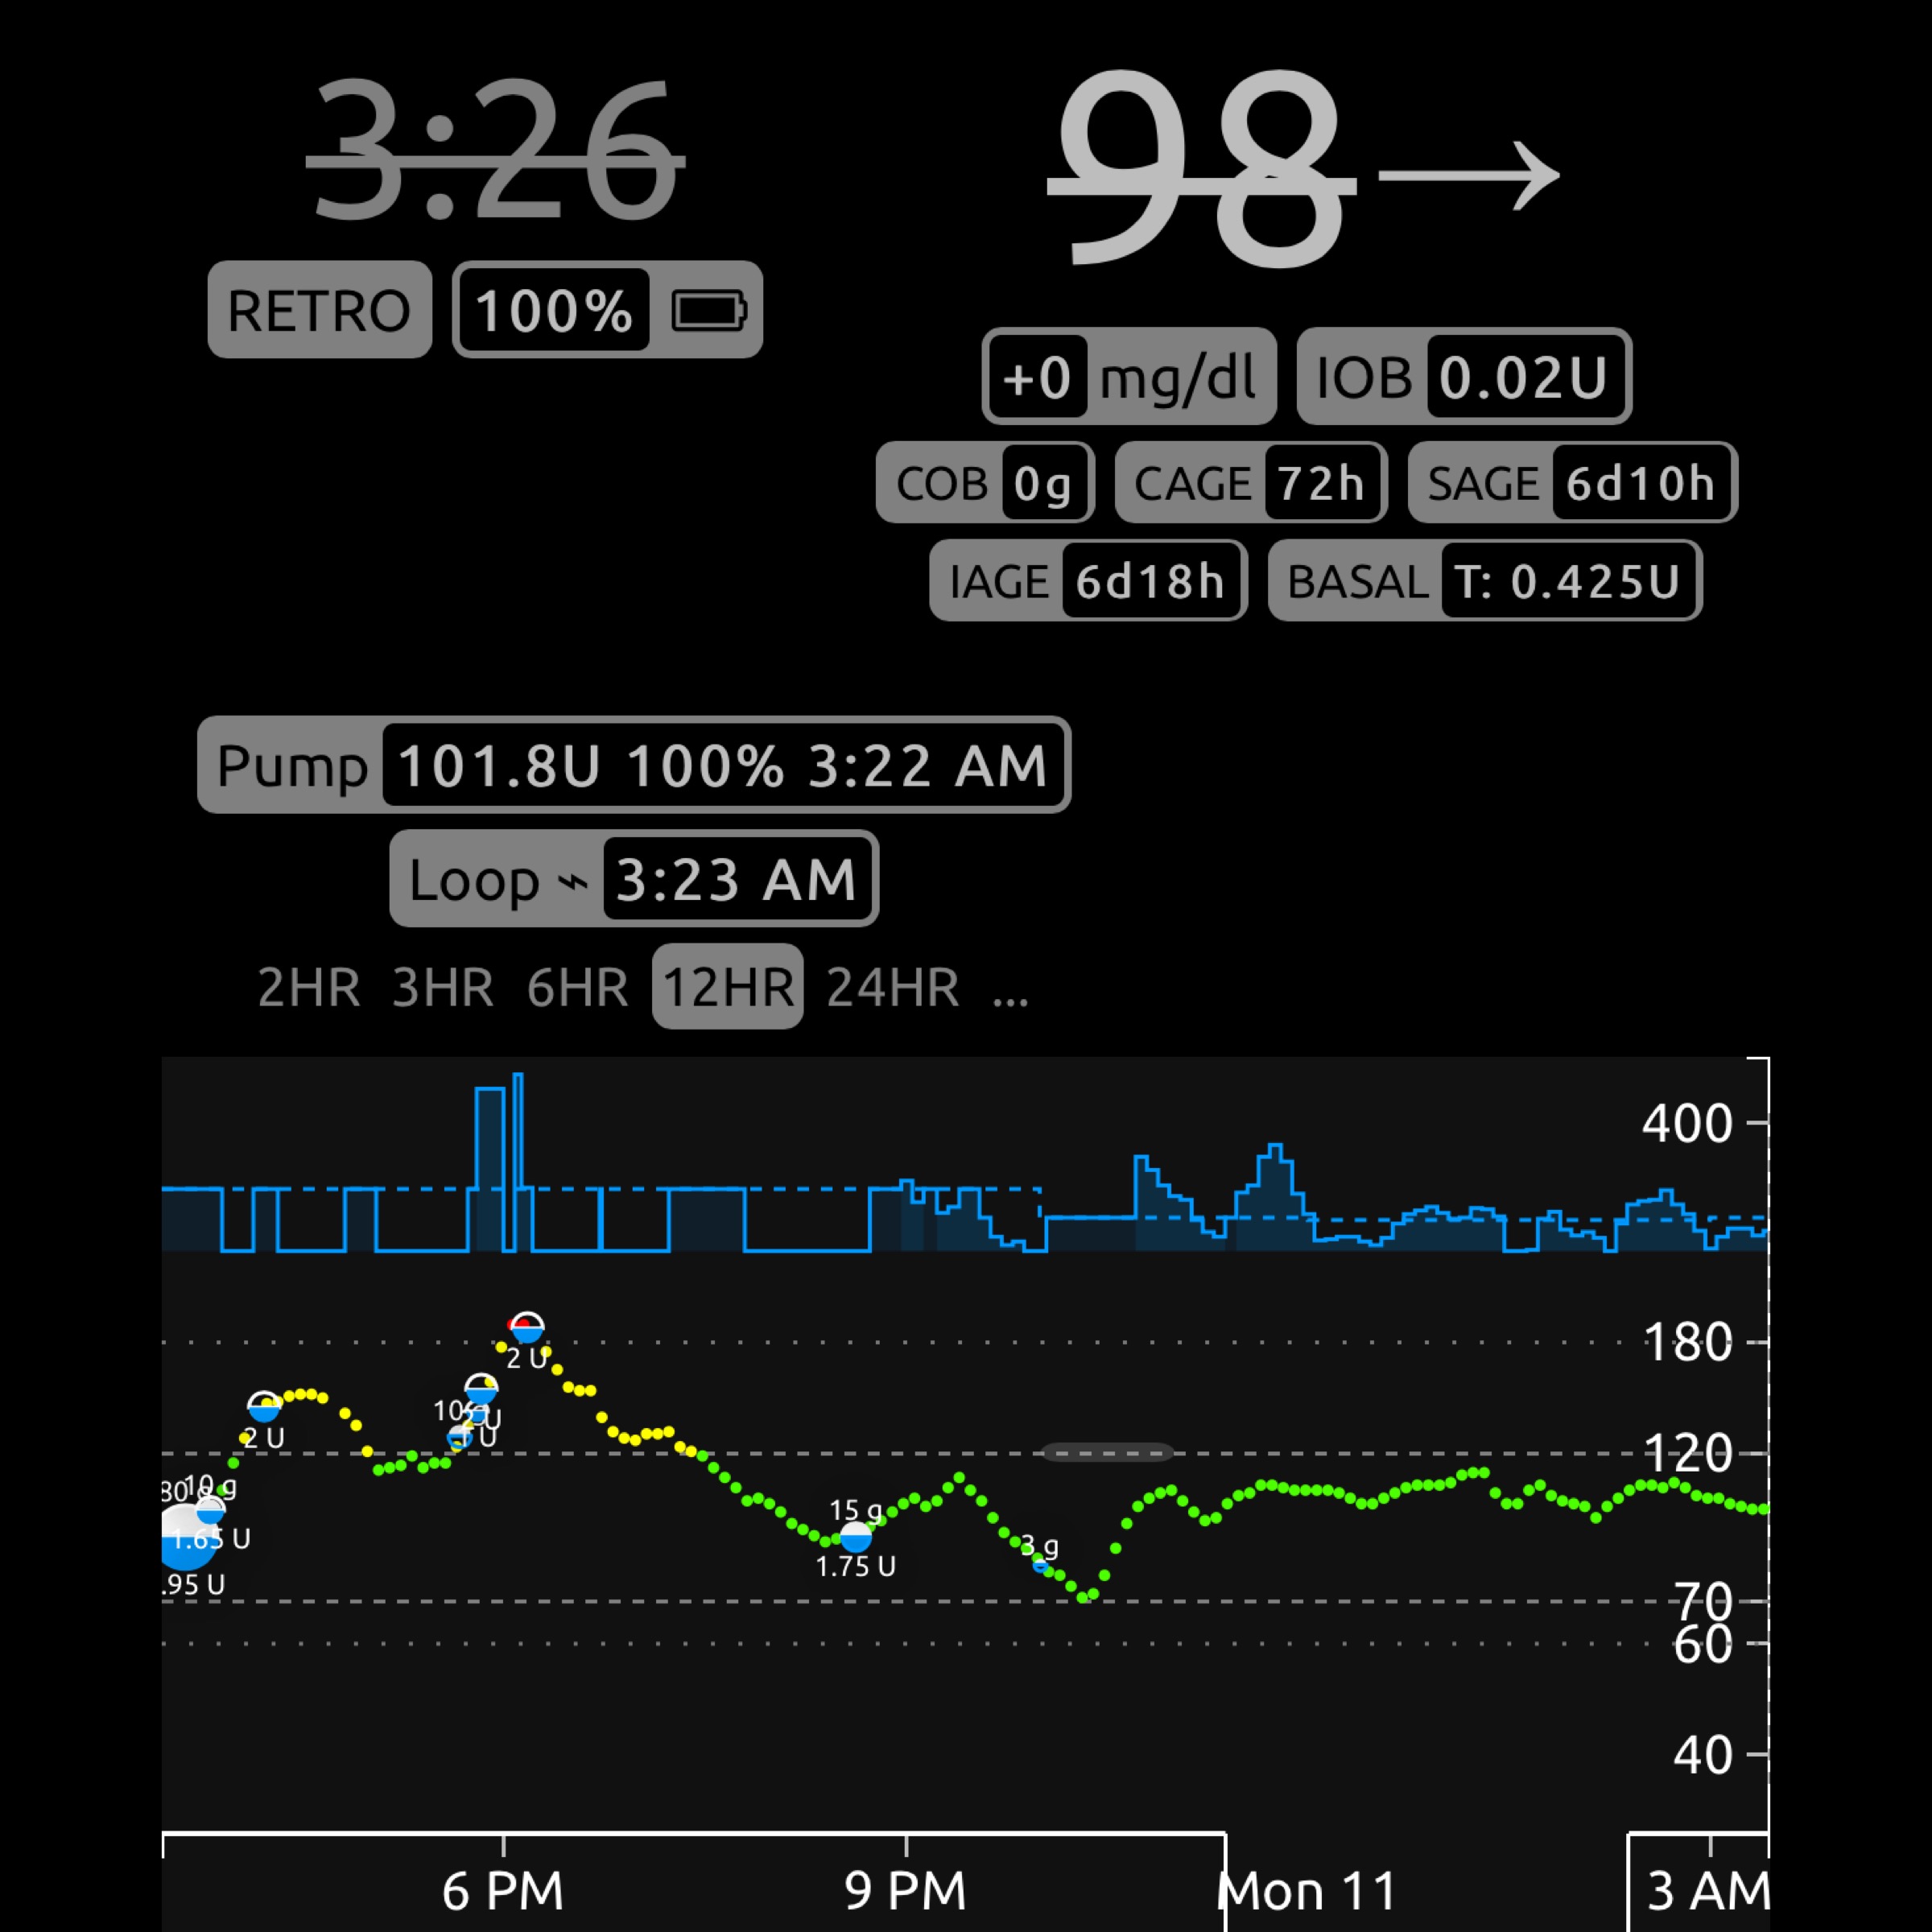 3:26
98→
RETRO 100%
+0 mg/dl IOB 0.02U
COB 0g CAGE 72h SAGE 6d10h
IAGE 6d18h BASAL T: 0.425U
Pump 101.8U 100% 3:22 AM
Loop ⌁ 3:23 AM
2HR 3HR 6HR 12HR 24HR ...
400
180
2 U
10
2 U
1 U
120
10 g
1.65 U
.95 U
15 g
1.75 U
3 g
70
60
40
6 PM 9 PM Mon 11 3 AM